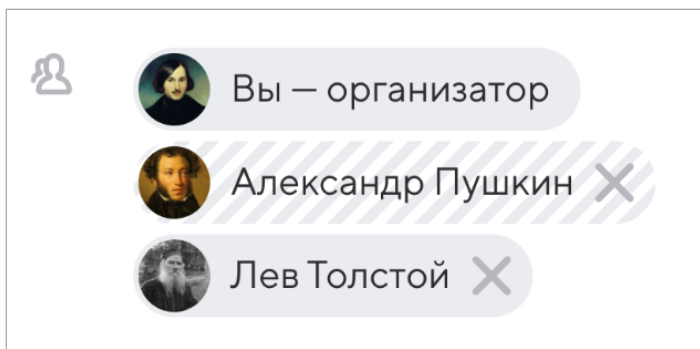 Вы — организатор
Александр Пушкин
Лев Толстой